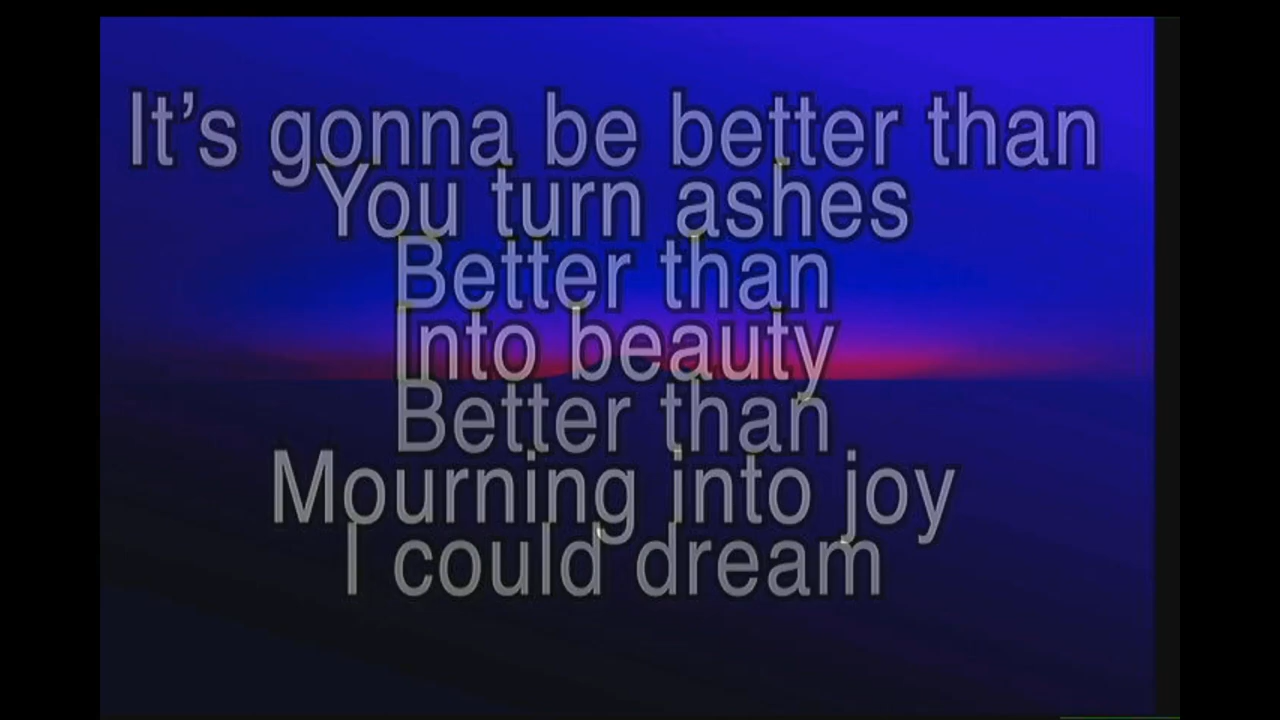 It's gonna be better than
You turn ashes
Better than
Into beauty
Better than
Mourning into joy
I could dream